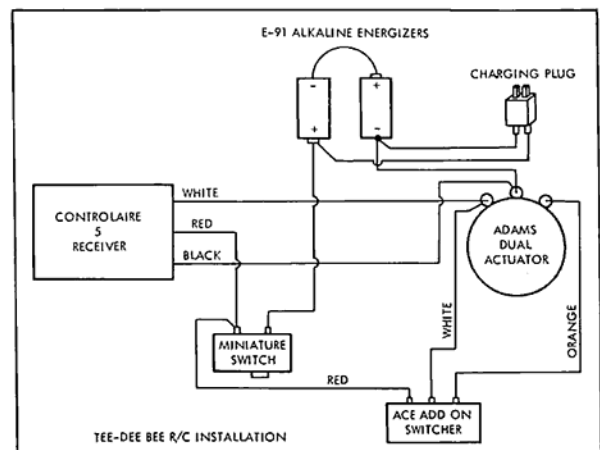 E-91 ALKALINE ENERGIZERS
CHARGING PLUG
-
+
+
-
WHITE
CONTROLAIRE
5
RECEIVER
RED
BLACK
ADAMS
DUAL
ACTUATOR
MINIATURE
SWITCH
WHITE
ORANGE
RED
ACE ADD ON
SWITCHER
TEE-DEE BEE R/C INSTALLATION